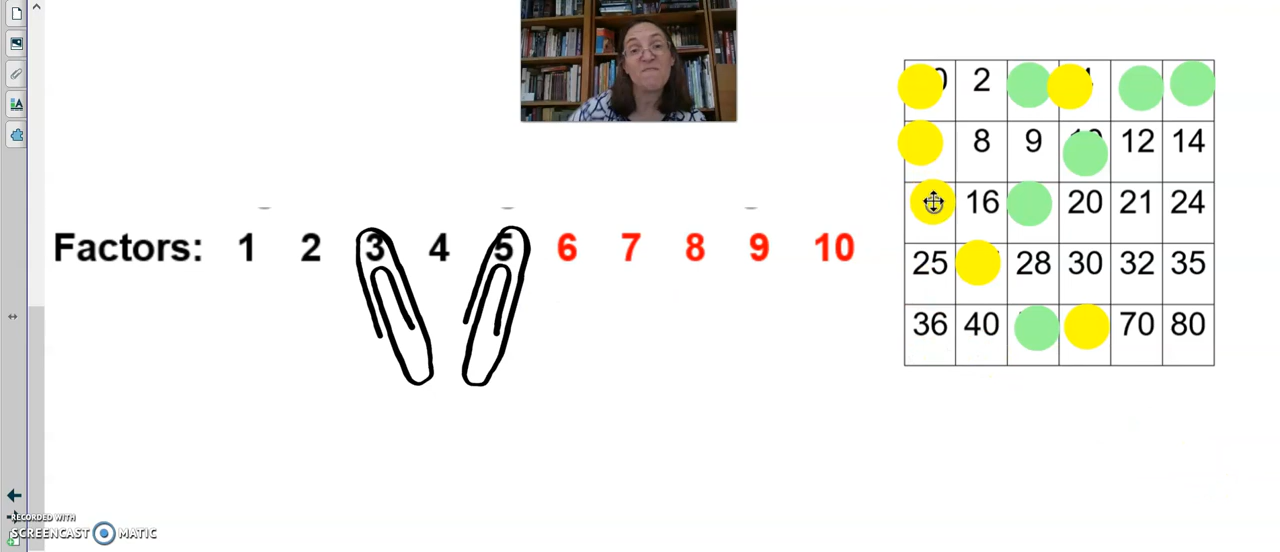 0 2
8 9 12 14
16 20 21 24
Factors: 1 2 3 4 5 6 7 8 9 10
25 28 30 32 35
36 40 70 80
RECORDED WITH
SCREENCAST MATIC